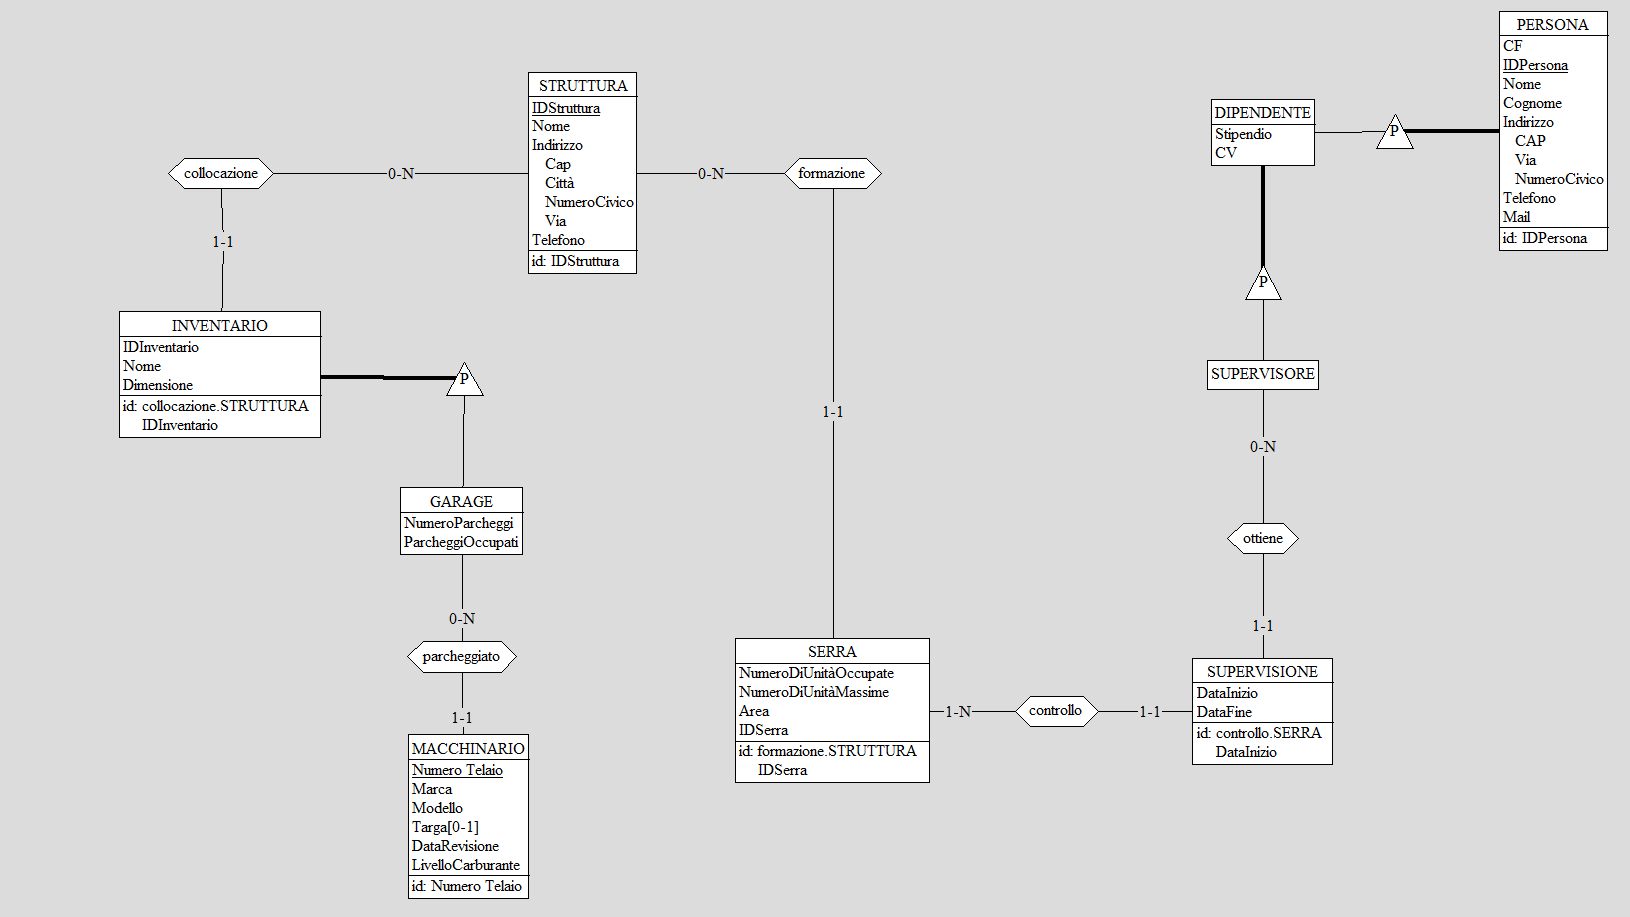 PERSONA
CF
IDPersona
Nome
Cognome
Indirizzo
CAP
Via
NumeroCivico
Telefono
Mail
id: IDPersona
P
DIPENDENTE
Stipendio
CV
P
SUPERVISORE
0-N
ottiene
1-1
SUPERVISIONE
DataInizio
DataFine
id: controllo.SERRA
DataInizio
1-1
controllo
1-N
STRUTTURA
IDStruttura
Nome
Indirizzo
Cap
Città
NumeroCivico
Via
Telefono
id: IDStruttura
0-N
formazione
1-1
SERRA
NumeroDiUnitàOccupate
NumeroDiUnitàMassime
Area
IDSerra
id: formazione.STRUTTURA
IDSerra
0-N
collocazione
1-1
INVENTARIO
IDInventario
Nome
Dimensione
id: collocazione.STRUTTURA
IDInventario
P
GARAGE
NumeroParcheggi
ParcheggiOccupati
0-N
parcheggiato
1-1
MACCHINARIO
Numero Telaio
Marca
Modello
Targa[0-1]
DataRevisione
LivelloCarburante
id: Numero Telaio